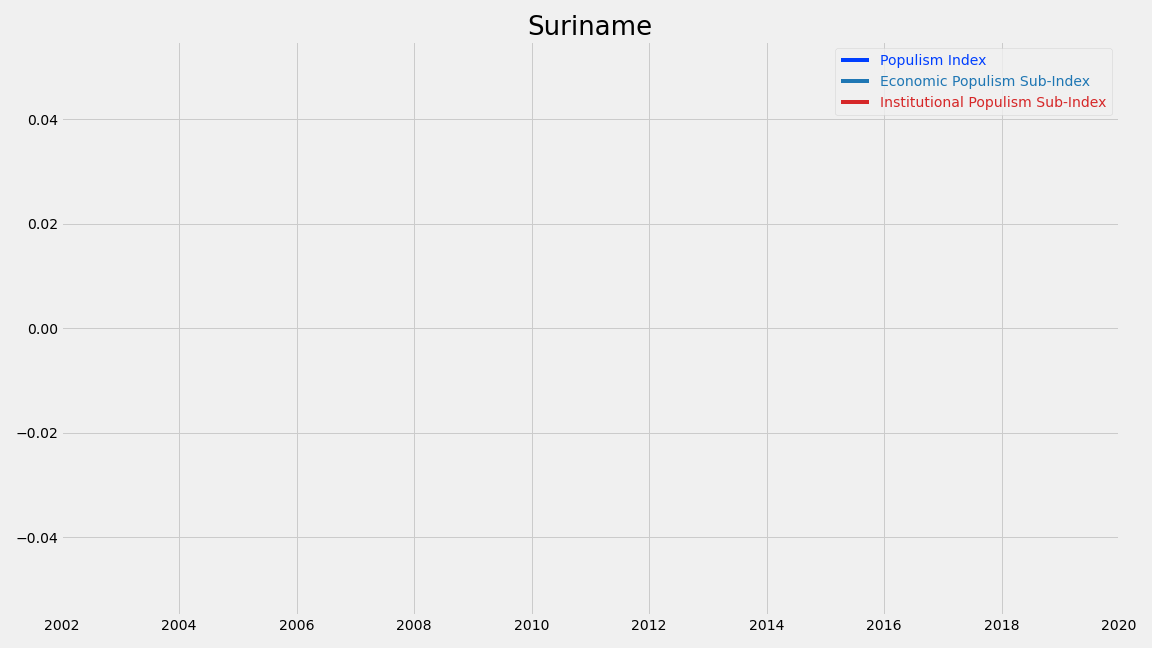 Suriname
Populism Index
Economic Populism Sub-Index
Institutional Populism Sub-Index
0.04
0.02
0.00
−0.02
−0.04
2002 2004 2006 2008 2010 2012 2014 2016 2018 2020